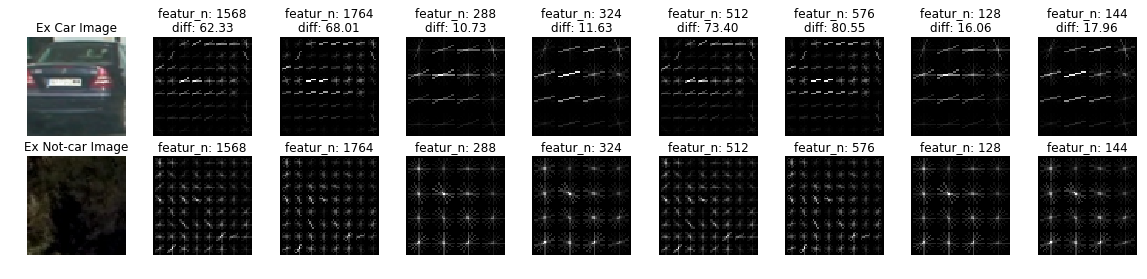 Ex Car Image
featur_n: 1568
diff: 62.33
featur_n: 1764
diff: 68.01
featur_n: 288
diff: 10.73
featur_n: 324
diff: 11.63
featur_n: 512
diff: 73.40
featur_n: 576
diff: 80.55
featur_n: 128
diff: 16.06
featur_n: 144
diff: 17.96
Ex Not-car Image
featur_n: 1568
featur_n: 1764
featur_n: 288
featur_n: 324
featur_n: 512
featur_n: 576
featur_n: 128
featur_n: 144